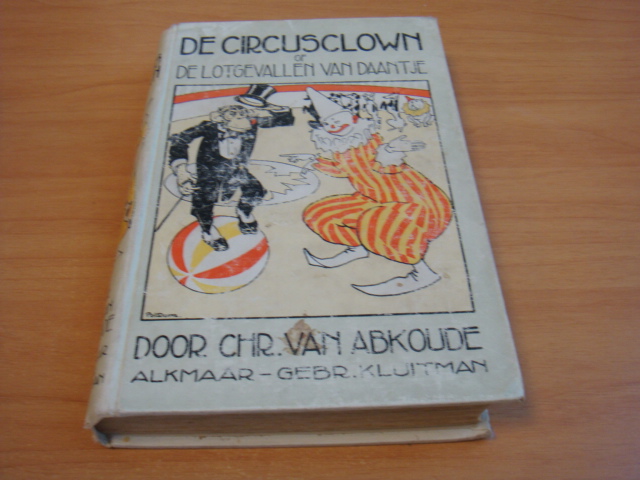 DE CIRCUSCLOWN
OF
DE LOTGEVALLEN VAN DAANTJE
DOOR. CHR. VAN ABKOUDE
ALKMAAR - GEBR. KLUITMAN